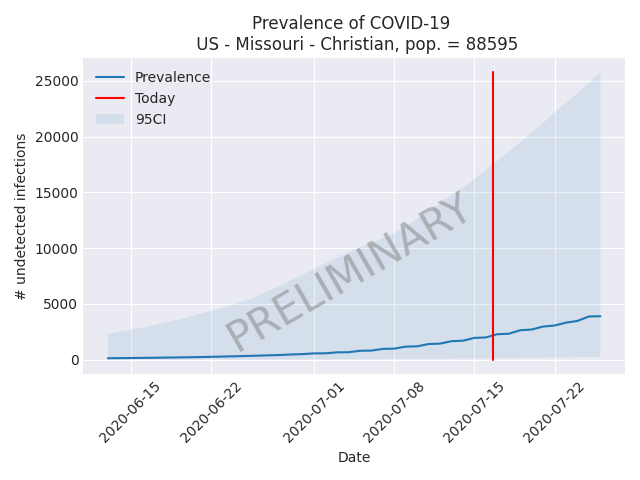 Prevalence of COVID-19
US - Missouri - Christian, pop. = 88595
Prevalence
Today
95CI
25000
20000
15000
10000
5000
0
# undetected infections
PRELIMINARY
2020-06-15
2020-06-22
2020-07-01
2020-07-08
2020-07-15
2020-07-22
Date